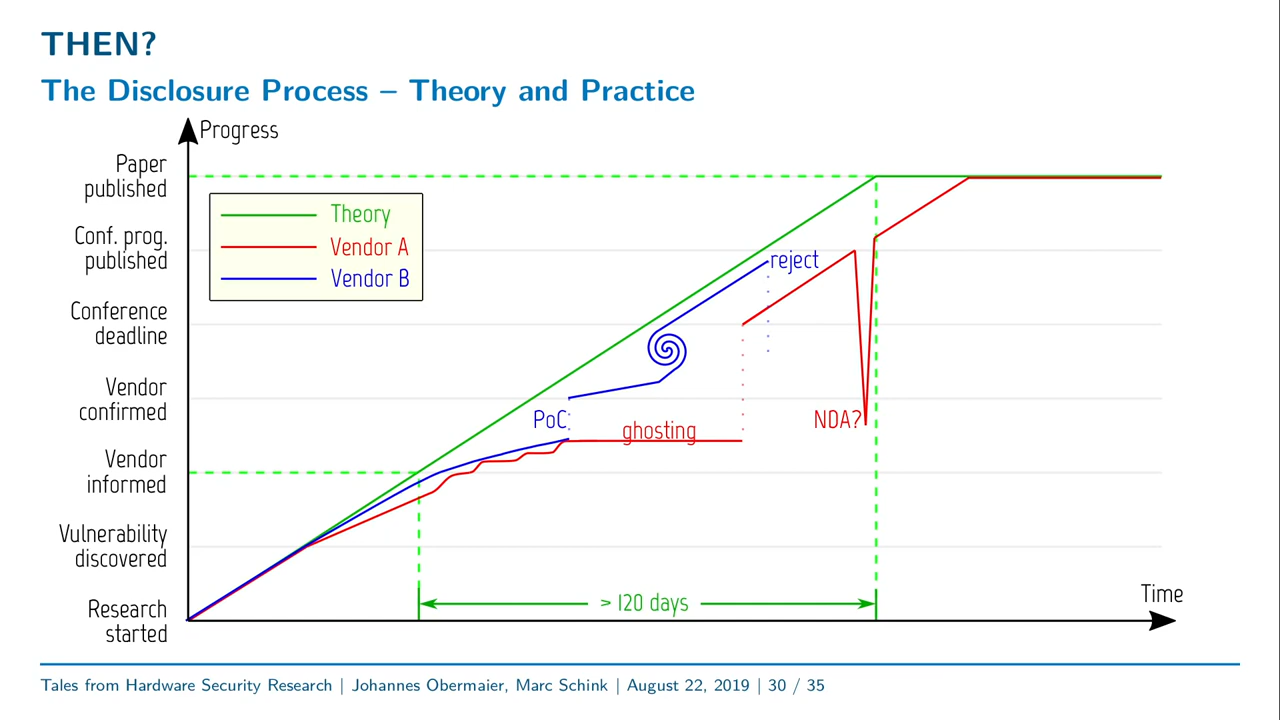 THEN?
The Disclosure Process – Theory and Practice
Progress
Paper
published
Conf. prog.
published
Conference
deadline
Vendor
confirmed
Vendor
informed
Vulnerability
discovered
Research
started
Theory
Vendor A
Vendor B
reject
PoC
ghosting
NDA?
> 120 days
Time
Tales from Hardware Security Research | Johannes Obermaier, Marc Schink | August 22, 2019 | 30 / 35